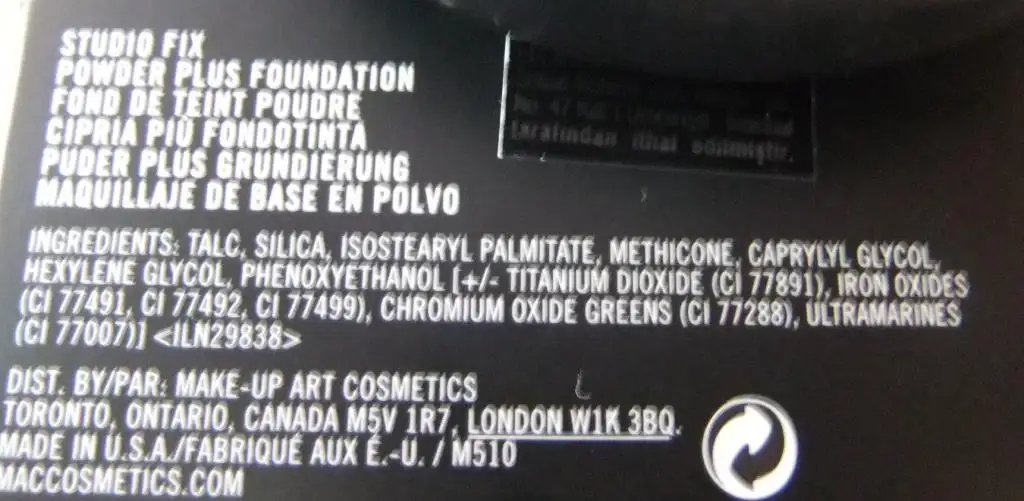 STUDIO FIX
POWDER PLUS FOUNDATION
FOND DE TEINT POUDRE
CIPRIA PIÙ FONDOTINTA
PUDER PLUS GRUNDIERUNG
MAQUILLAJE DE BASE EN POLVO
No: 47 Kat:
tarafından ithal edilmiştir.
INGREDIENTS: TALC, SILICA, ISOSTEARYL PALMITATE, METHICONE, CAPRYLYL GLYCOL,
HEXYLENE GLYCOL, PHENOXYETHANOL [+/- TITANIUM DIOXIDE (CI 77891), IRON OXIDES
(CI 77491, CI 77492, CI 77499), CHROMIUM OXIDE GREENS (CI 77288), ULTRAMARINES
(CI 77007)] <ILN29838>
DIST. BY/PAR: MAKE-UP ART COSMETICS
TORONTO, ONTARIO, CANADA M5V 1R7, LONDON W1K 3BQ.
MADE IN U.S.A./FABRIQUÉ AUX É.-U. / M510
MACCOSMETICS.COM